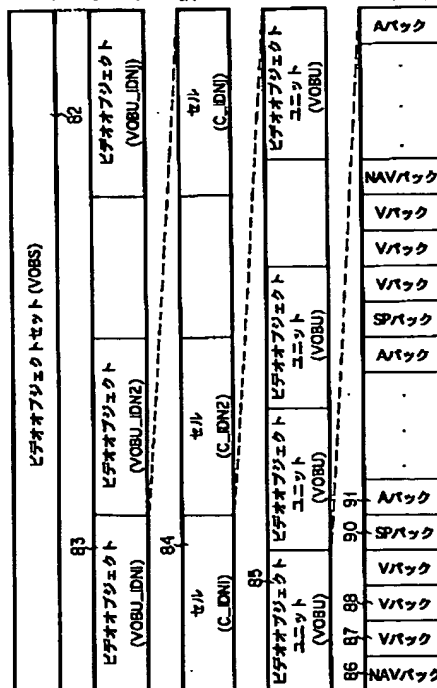 ビデオオブジェクトセット(VOBS)
82
83
ビデオオブジェクト
(VOBU_IDN1)
ビデオオブジェクト
(VOBU_IDN2)
ビデオオブジェクト
(VOBU_IDNj)
84
セル
(C_IDN1)
セル
(C_IDN2)
セル
(C_IDNj)
85
ビデオオブジェクト
ユニット
(VOBU)
ビデオオブジェクト
ユニット
(VOBU)
ビデオオブジェクト
ユニット
(VOBU)
ビデオオブジェクト
ユニット
(VOBU)
86
87
88
90
91
NAVパック
Vパック
Vパック
Vパック
SPパック
Aパック
・
・
・
Aパック
SPパック
Vパック
Vパック
Vパック
NAVパック
・
・
・
Aパック